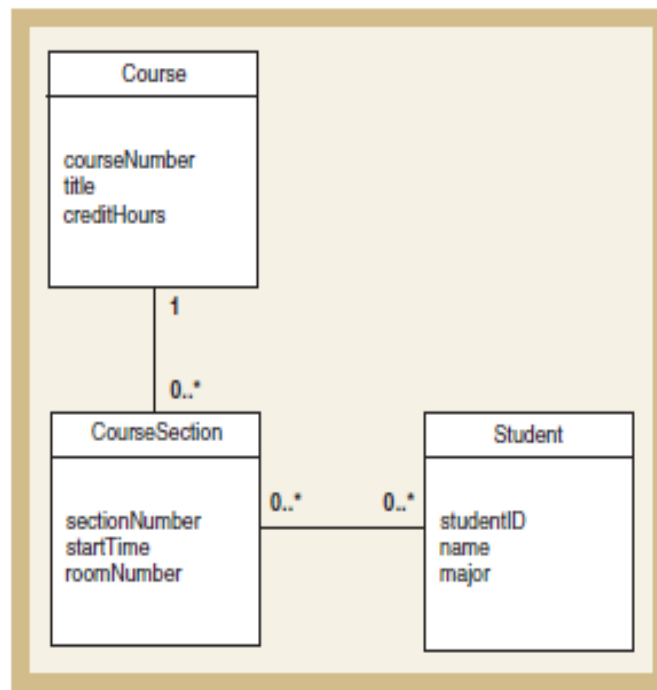 Course
courseNumber
title
creditHours
1
0..*
CourseSection
sectionNumber
startTime
roomNumber
0..*
0..*
Student
studentID
name
major